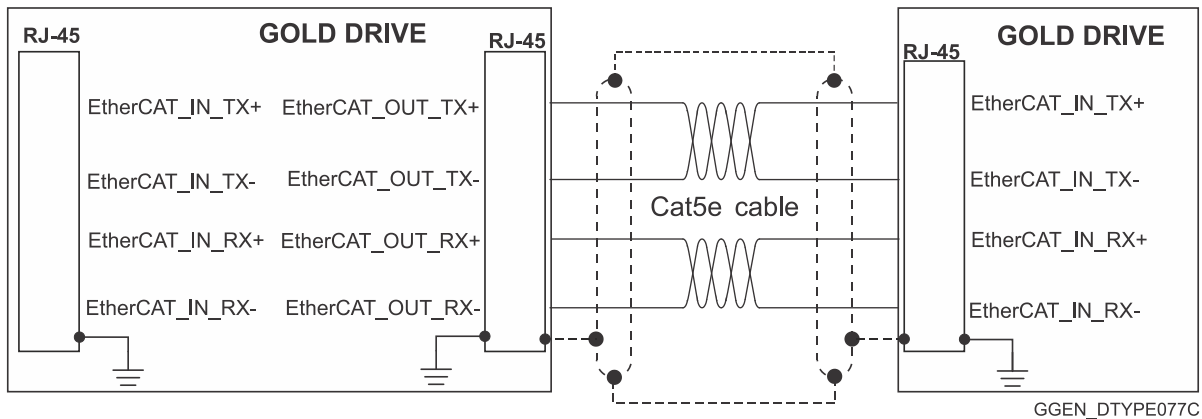 GOLD DRIVE
RJ-45
RJ-45
EtherCAT_IN_TX+
EtherCAT_OUT_TX+
EtherCAT_IN_TX-
EtherCAT_OUT_TX-
EtherCAT_IN_RX+
EtherCAT_OUT_RX+
EtherCAT_IN_RX-
EtherCAT_OUT_RX-
Cat5e cable
GOLD DRIVE
RJ-45
EtherCAT_IN_TX+
EtherCAT_IN_TX-
EtherCAT_IN_RX+
EtherCAT_IN_RX-
GGEN_DTYPE077C